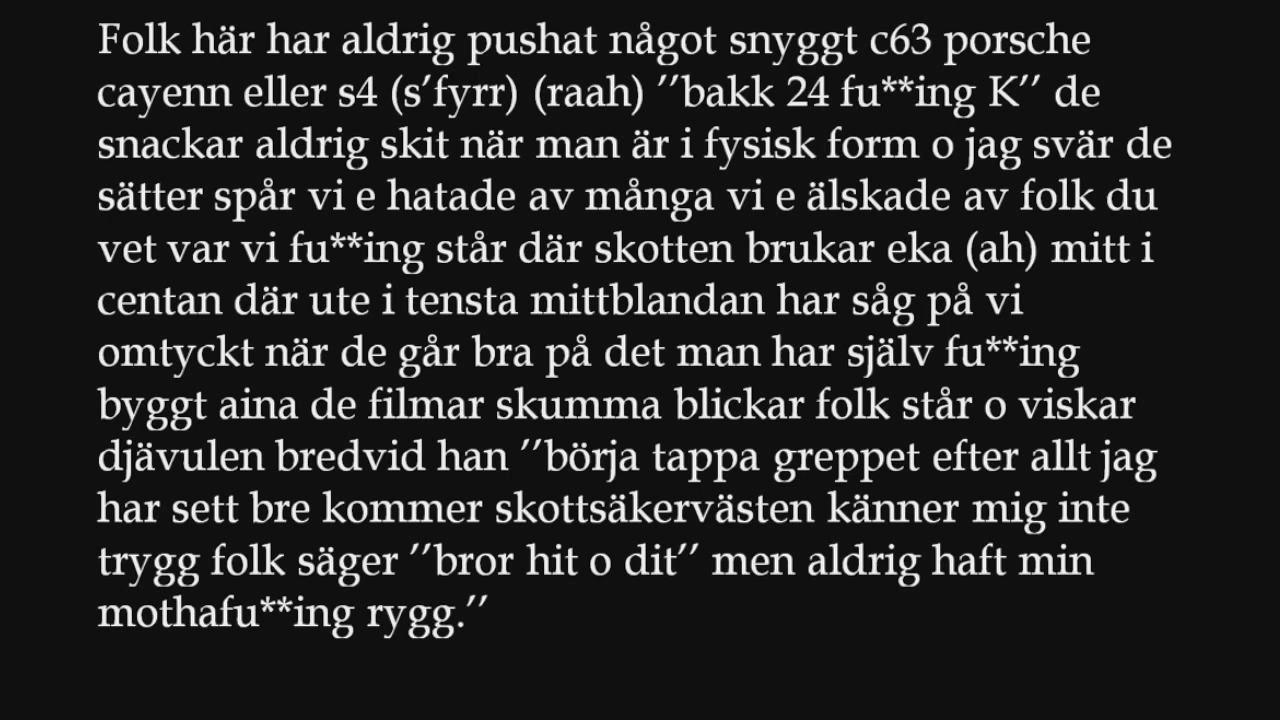 Folk här har aldrig pushat något snyggt c63 porsche
cayenn eller s4 (s’fyrr) (raah) ’’bakk 24 fu**ing K’’ de
snackar aldrig skit när man är i fysisk form o jag svär de
sätter spår vi e hatade av många vi e älskade av folk du
vet var vi fu**ing står där skotten brukar eka (ah) mitt i
centan där ute i tensta mittblandan har såg på vi
omtyckt när de går bra på det man har själv fu**ing
byggt aina de filmar skumma blickar folk står o viskar
djävulen bredvid han ’’börja tappa greppet efter allt jag
har sett bre kommer skottsäkervästen känner mig inte
trygg folk säger ’’bror hit o dit’’ men aldrig haft min
mothafu**ing rygg.’’